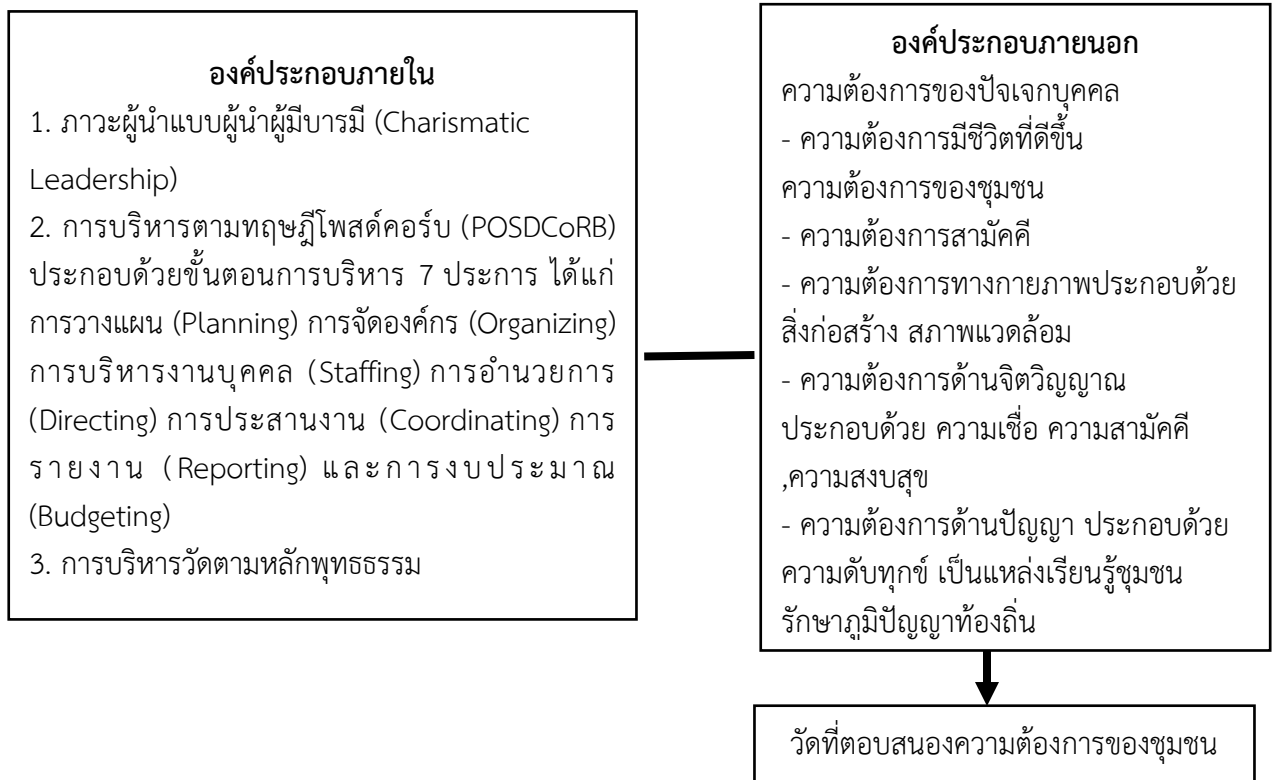 องค์ประกอบภายใน
1. ภาวะผู้นำแบบผู้นำผู้มีบารมี (Charismatic
Leadership)
2. การบริหารตามทฤษฎีโพสด์คอร์บ (POSDCoRB)
ประกอบด้วยขั้นตอนการบริหาร 7 ประการ ได้แก่
การวางแผน (Planning) การจัดองค์กร (Organizing)
การบริหารงานบุคคล (Staffing) การอำนวยการ
(Directing) การประสานงาน (Coordinating) การ
รายงาน (Reporting) และการงบประมาณ
(Budgeting)
3. การบริหารวัดตามหลักพุทธธรรม
องค์ประกอบภายนอก
ความต้องการของปัจเจกบุคคล
- ความต้องการมีชีวิตที่ดีขึ้น
ความต้องการของชุมชน
- ความต้องการสามัคคี
- ความต้องการทางกายภาพประกอบด้วย
สิ่งก่อสร้าง สภาพแวดล้อม
- ความต้องการด้านจิตวิญญาณ
ประกอบด้วย ความเชื่อ ความสามัคคี
,ความสงบสุข
- ความต้องการด้านปัญญา ประกอบด้วย
ความดับทุกข์ เป็นแหล่งเรียนรู้ชุมชน
รักษาภูมิปัญญาท้องถิ่น
วัดที่ตอบสนองความต้องการของชุมชน